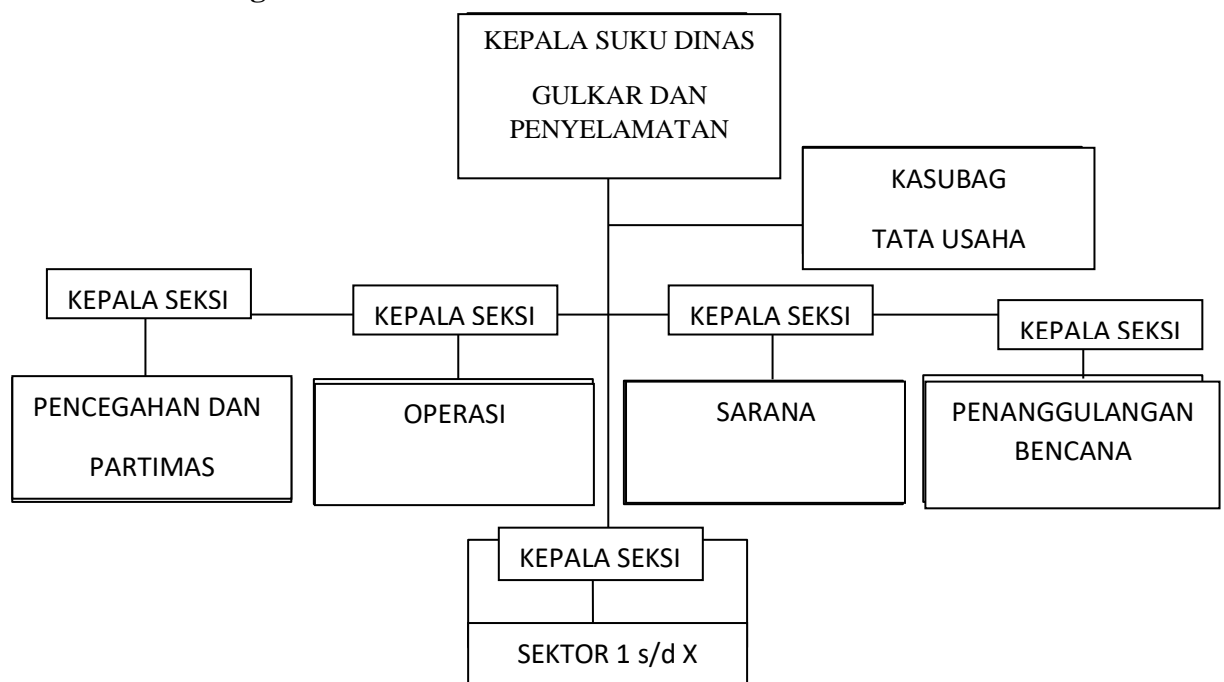 g
KEPALA SUKU DINAS
GULKAR DAN
PENYELAMATAN
KASUBAG
TATA USAHA
KEPALA SEKSI
KEPALA SEKSI
KEPALA SEKSI
KEPALA SEKSI
PENCEGAHAN DAN
PARTIMAS
OPERASI
SARANA
PENANGGULANGAN
BENCANA
KEPALA SEKSI
SEKTOR 1 s/d X